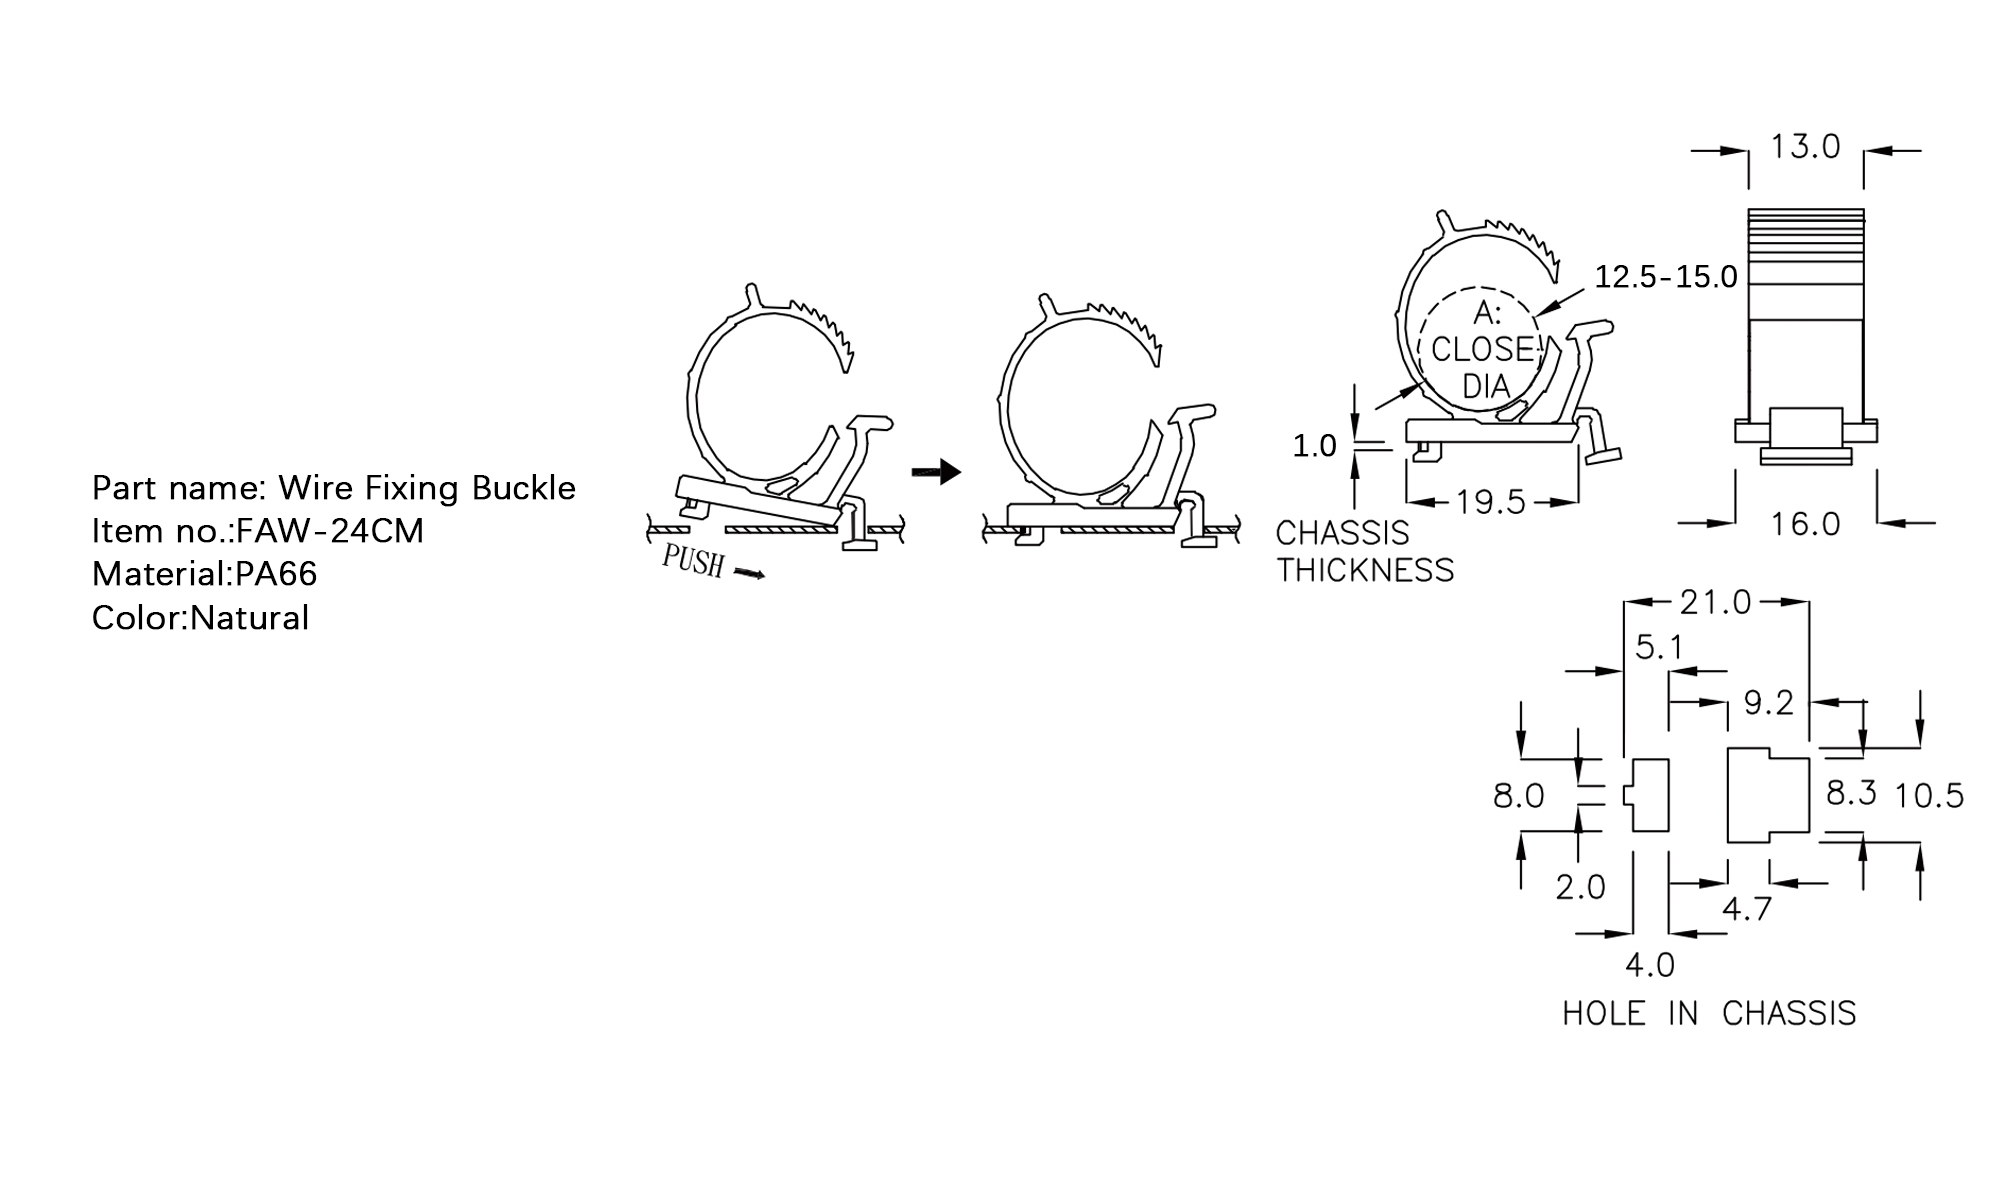 Part name: Wire Fixing Buckle
Item no.:FAW-24CM
Material:PA66
Color:Natural
PUSH
A:
CLOSE
DIA
12.5-15.0
1.0
19.5
CHASSIS
THICKNESS
13.0
16.0
21.0
5.1
9.2
8.0
8.3
10.5
2.0
4.7
4.0
HOLE IN CHASSIS